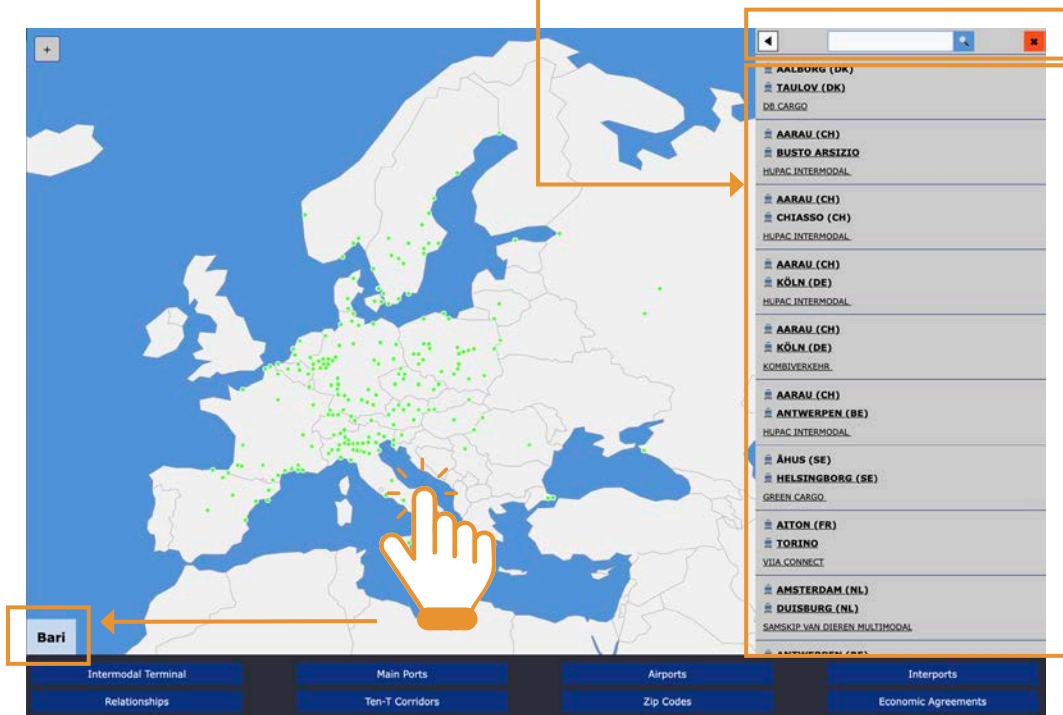 +
AALBORG (DK)
TAULOV (DK)
DB CARGO
AARAU (CH)
BUSTO ARSIZIO
HUPAC INTERMODAL
AARAU (CH)
CHIASSO (CH)
HUPAC INTERMODAL
AARAU (CH)
KÖLN (DE)
HUPAC INTERMODAL
AARAU (CH)
KÖLN (DE)
KOMBIVERKEHR
AARAU (CH)
ANTWERPEN (BE)
HUPAC INTERMODAL
ÅHUS (SE)
HELSINGBORG (SE)
GREEN CARGO
AITON (FR)
TORINO
VIIA CONNECT
AMSTERDAM (NL)
DUISBURG (NL)
SAMSKIP VAN DIEREN MULTIMODAL
ANTWERPEN (BE)
Bari
Intermodal Terminal
Main Ports
Airports
Interports
Relationships
Ten-T Corridors
Zip Codes
Economic Agreements